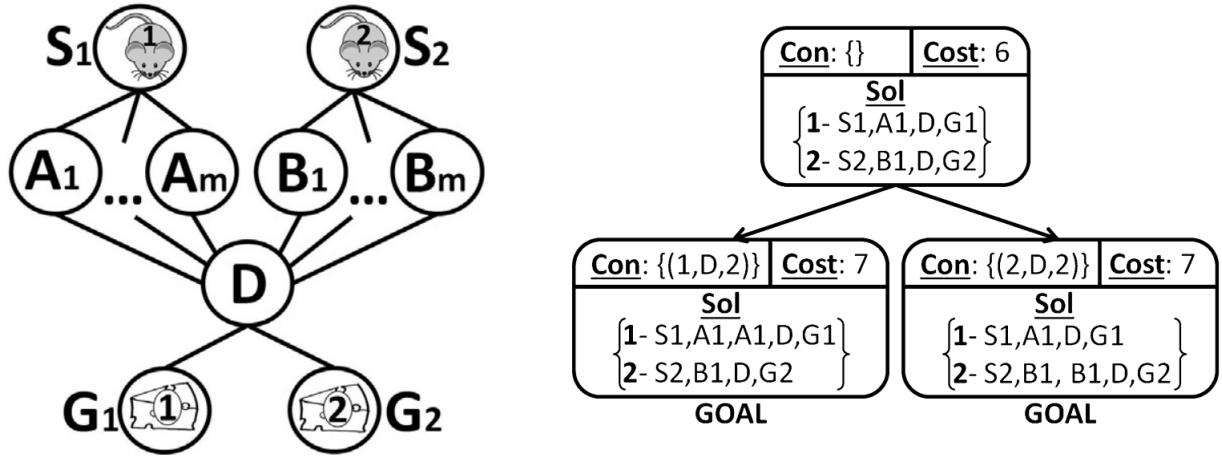 S1 1 2 S2
A1 ... Am B1 ... Bm
D
G1 1 2 G2
Con: {} Cost: 6
Sol
1- S1,A1,D,G1
2- S2,B1,D,G2
Con: {(1,D,2)} Cost: 7
Sol
1- S1,A1,A1,D,G1
2- S2,B1,D,G2
GOAL
Con: {(2,D,2)} Cost: 7
Sol
1- S1,A1,D,G1
2- S2,B1, B1,D,G2
GOAL